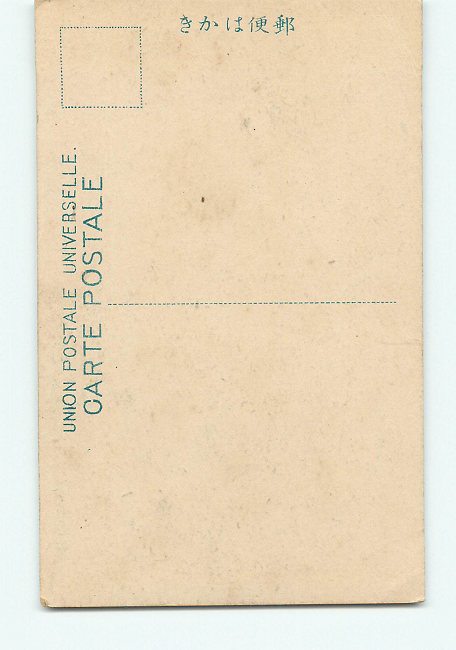 郵便はかき
UNION POSTALE UNIVERSELLE.
CARTE POSTALE